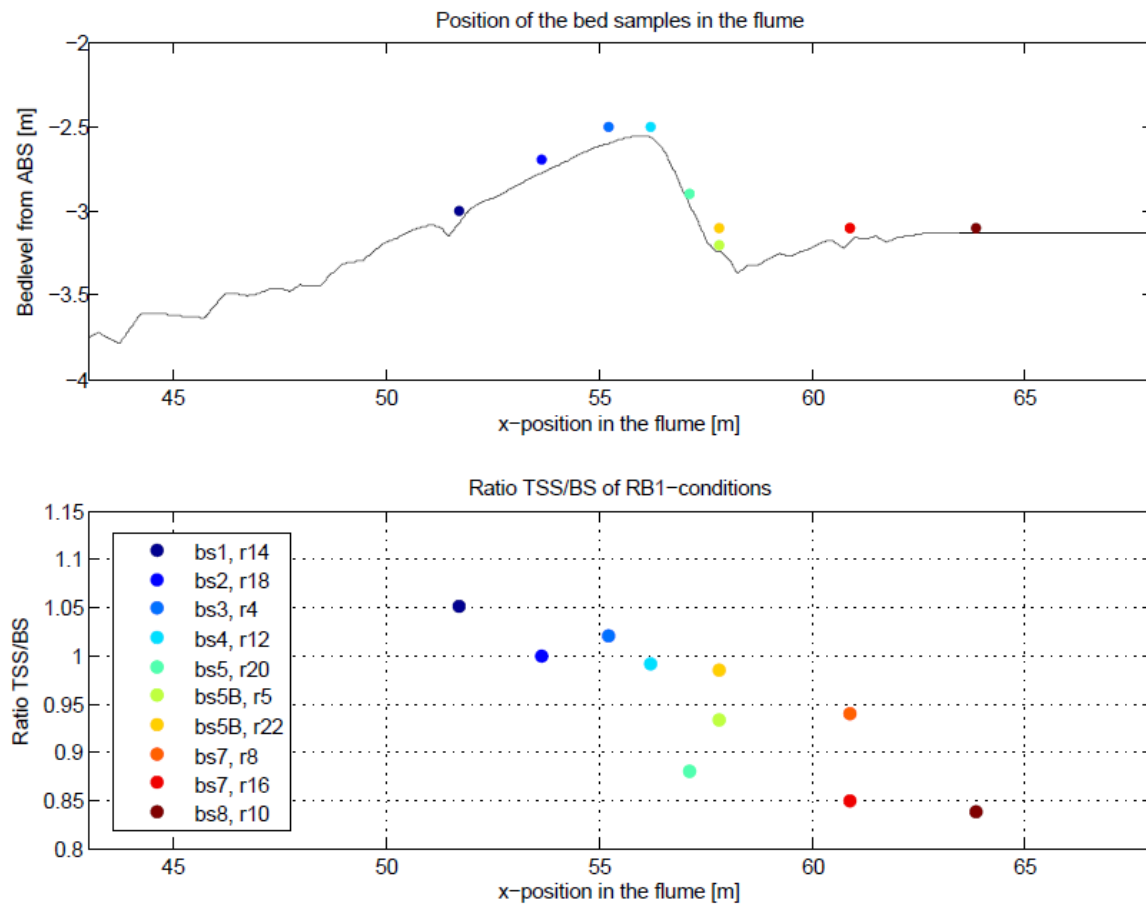 Position of the bed samples in the flume
Bedlevel from ABS [m]
−2
−2.5
−3
−3.5
−4
45
50
55
60
65
x−position in the flume [m]
Ratio TSS/BS of RB1−conditions
Ratio TSS/BS
1.15
1.1
1.05
1
0.95
0.9
0.85
0.8
bs1, r14
bs2, r18
bs3, r4
bs4, r12
bs5, r20
bs5B, r5
bs5B, r22
bs7, r8
bs7, r16
bs8, r10
45
50
55
60
65
x−position in the flume [m]